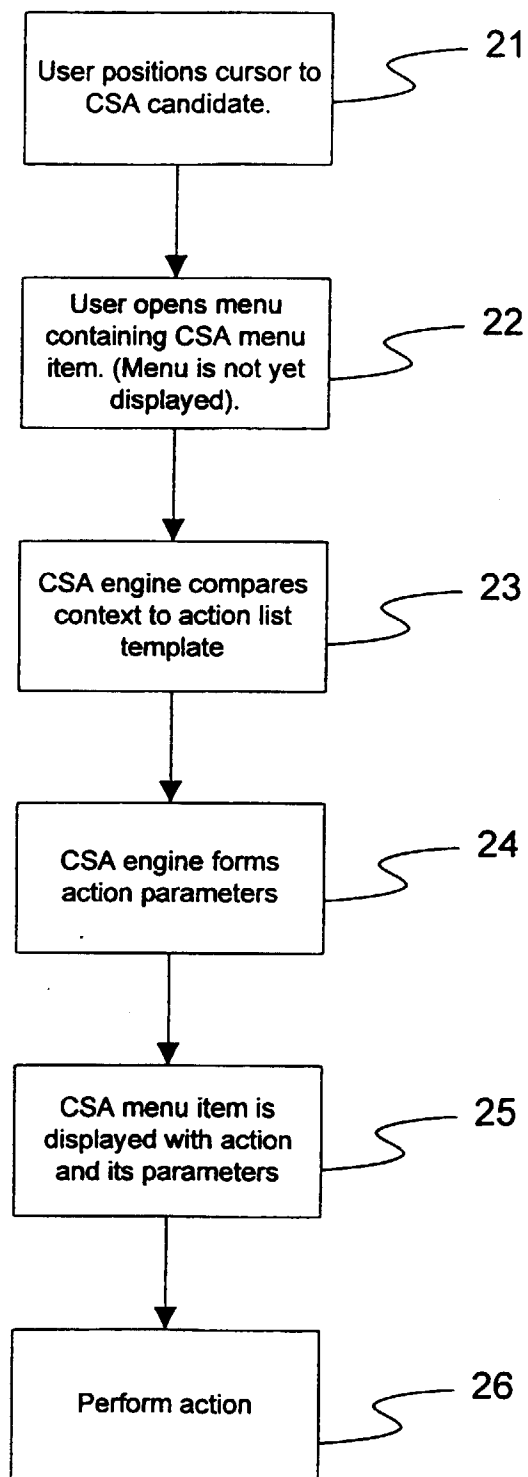 User positions cursor to
CSA candidate.
21
User opens menu
containing CSA menu
item. (Menu is not yet
displayed).
22
CSA engine compares
context to action list
template
23
CSA engine forms
action parameters
24
CSA menu item is
displayed with action
and its parameters
25
Perform action
26